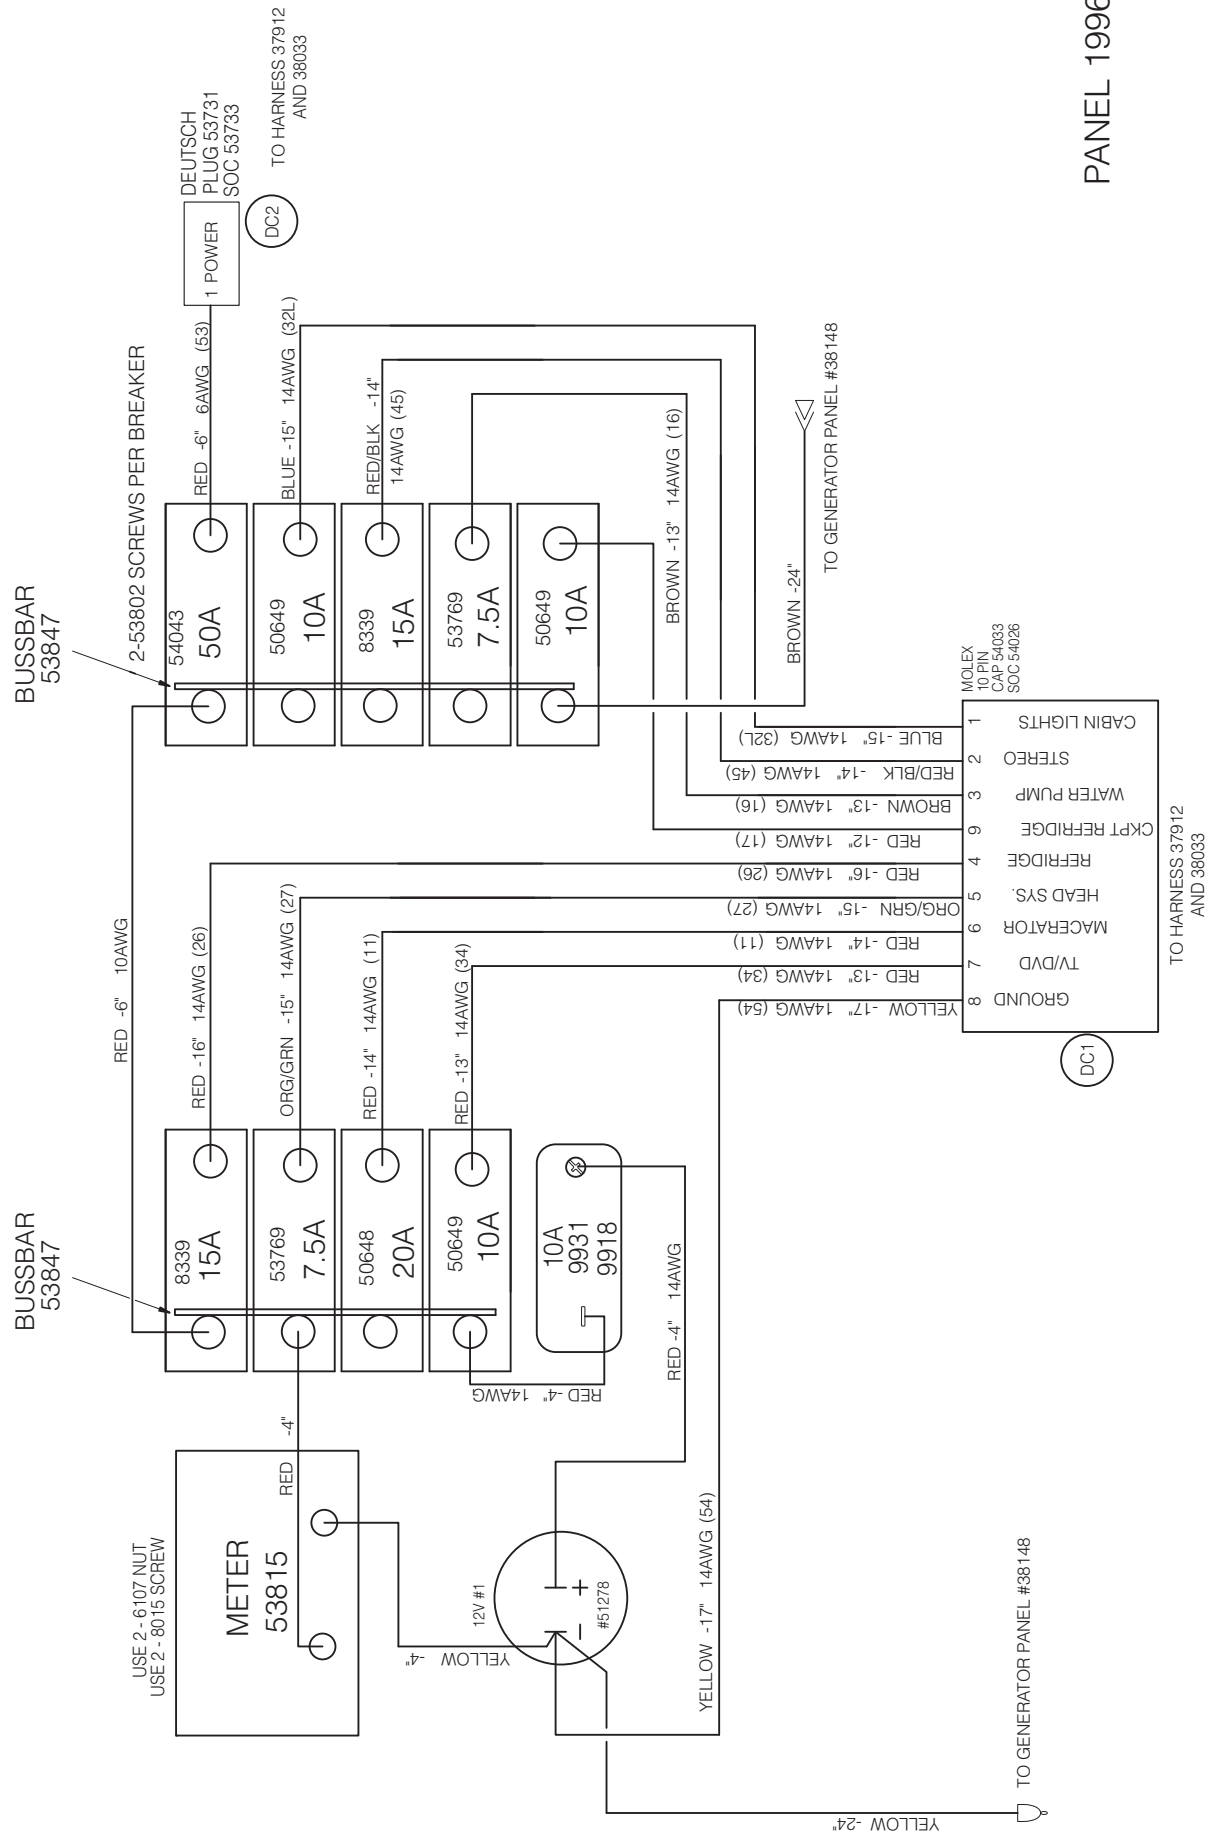 BUSSBAR
53847
2-53802 SCREWS PER BREAKER
DEUTSCH
PLUG 53731
SOC 53733
1 POWER
DC2
TO HARNESS 37912
AND 38033
RED -6" 6AWG (53)
BLUE -15" 14AWG (32L)
RED/BLK -14"
14AWG (45)
BROWN -13" 14AWG (16)
BROWN -24"
TO GENERATOR PANEL #38148
54043
50A
50649
10A
8339
15A
53769
7.5A
50649
10A
RED -6" 10AWG
BUSSBAR
53847
8339
15A
53769
7.5A
50648
20A
50649
10A
10A
9931
9918
RED -16" 14AWG (26)
ORG/GRN -15" 14AWG (27)
RED -14" 14AWG (11)
RED -13" 14AWG (34)
RED -4" 14AWG
RED -4" 14AWG
USE 2 - 6107 NUT
USE 2 - 8015 SCREW
METER
53815
RED -4"
YELLOW -4"
12V #1
- +
#51278
YELLOW -17" 14AWG (54)
YELLOW -24"
TO GENERATOR PANEL #38148
MOLEX
10 PIN
CAP 54033
SOC 54026
BLUE -15" 14AWG (32L)
1 CABIN LIGHTS
RED/BLK -14" 14AWG (45)
2 STEREO
BROWN -13" 14AWG (16)
3 WATER PUMP
RED -12" 14AWG (17)
9 CKPT REFRIDGE
RED -16" 14AWG (26)
4 REFRIDGE
ORG/GRN -15" 14AWG (27)
5 HEAD SYS.
RED -14" 14AWG (11)
6 MACERATOR
RED -13" 14AWG (34)
7 TV/DVD
YELLOW -17" 14AWG (54)
8 GROUND
DC1
TO HARNESS 37912
AND 38033
PANEL 1996